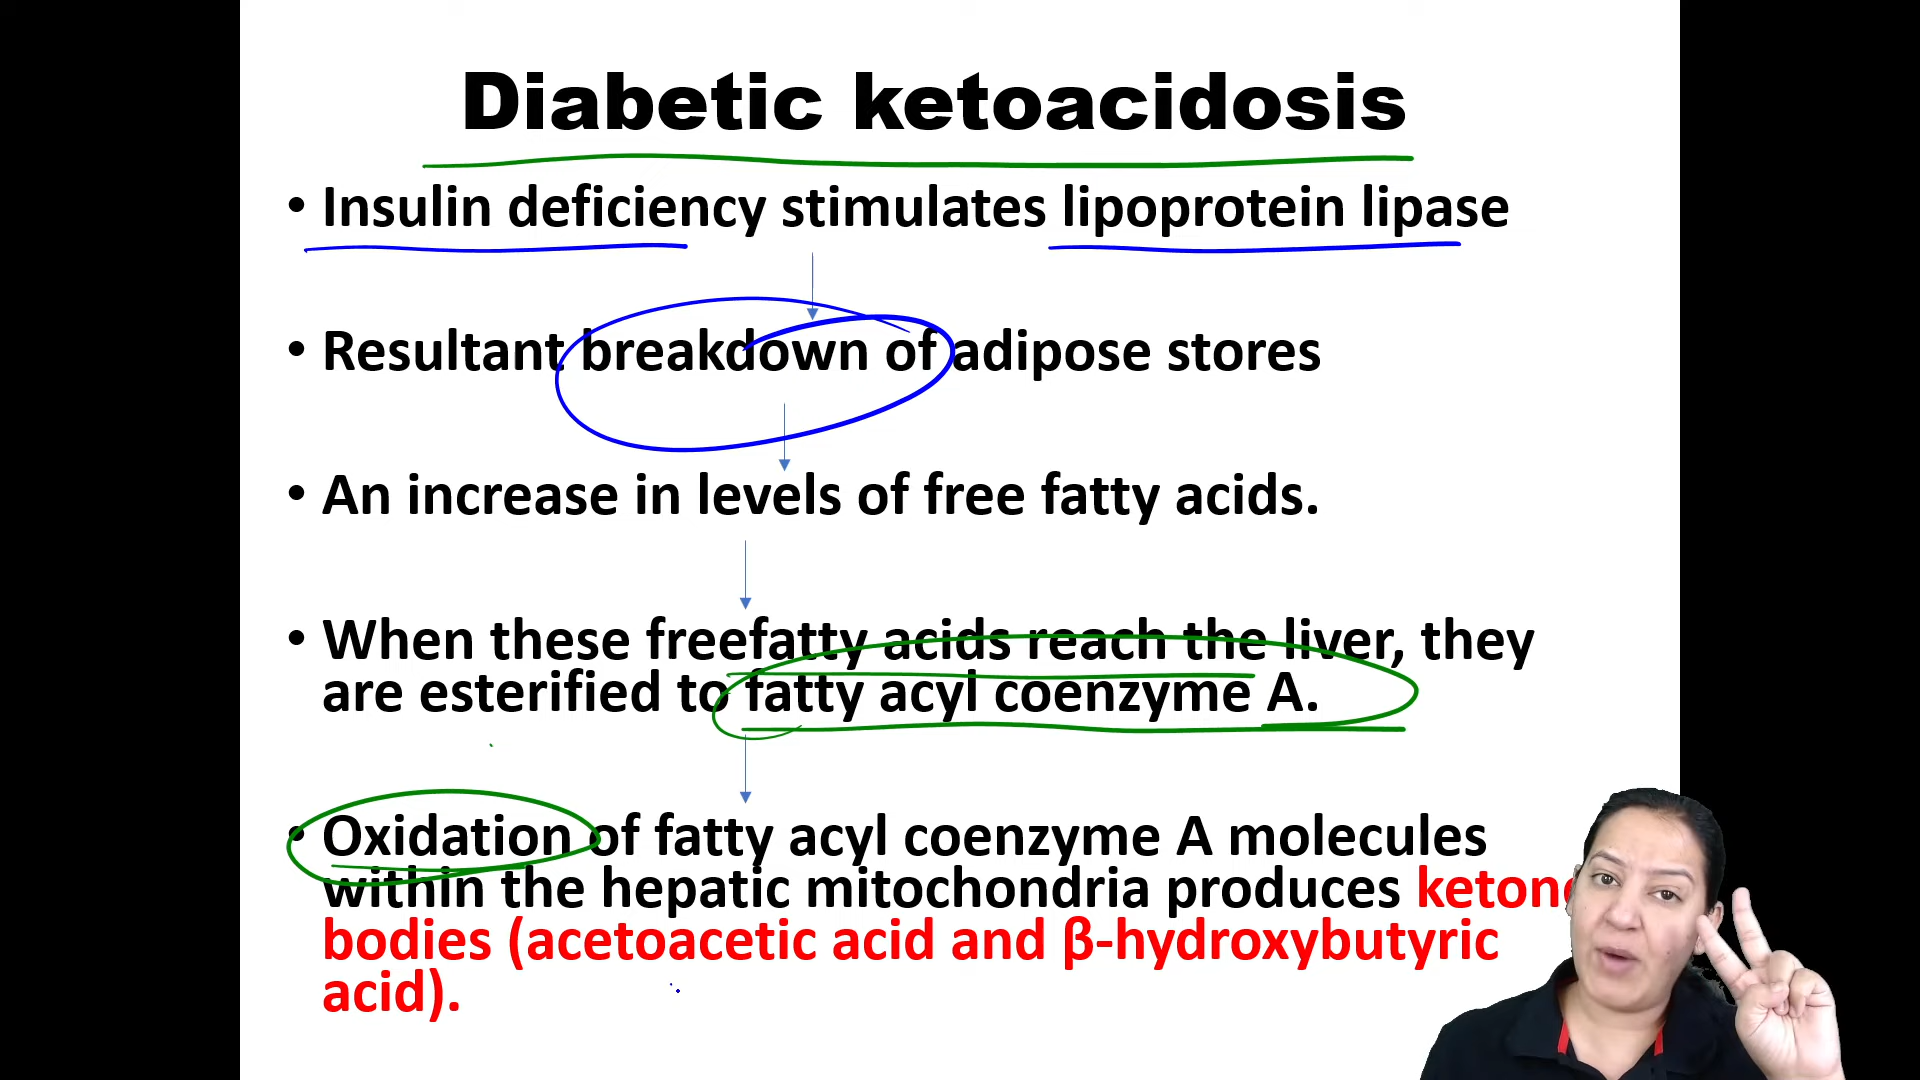 Diabetic ketoacidosis
• Insulin deficiency stimulates lipoprotein lipase
• Resultant breakdown of adipose stores
• An increase in levels of free fatty acids.
• When these freefatty acids reach the liver, they
are esterified to fatty acyl coenzyme A.
• Oxidation of fatty acyl coenzyme A molecules
within the hepatic mitochondria produces ketone
bodies (acetoacetic acid and β-hydroxybutyric
acid).